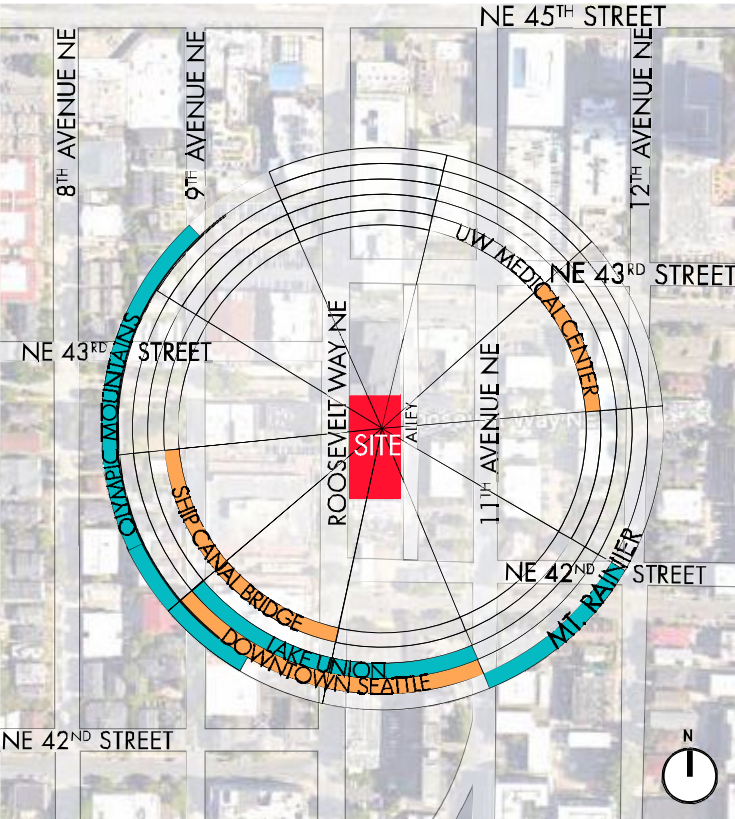 NE 45TH STREET
8TH AVENUE NE
9TH AVENUE NE
12TH AVENUE NE
UW MEDICAL CENTER
NE 43RD STREET
OLYMPIC MOUNTAINS
NE 43RD STREET
ROOSEVELT WAY NE
ALLEY
11TH AVENUE NE
SITE
SHIP CANAL BRIDGE
NE 42ND STREET
MT. RAINIER
LAKE UNION
DOWNTOWN SEATTLE
NE 42ND STREET
N